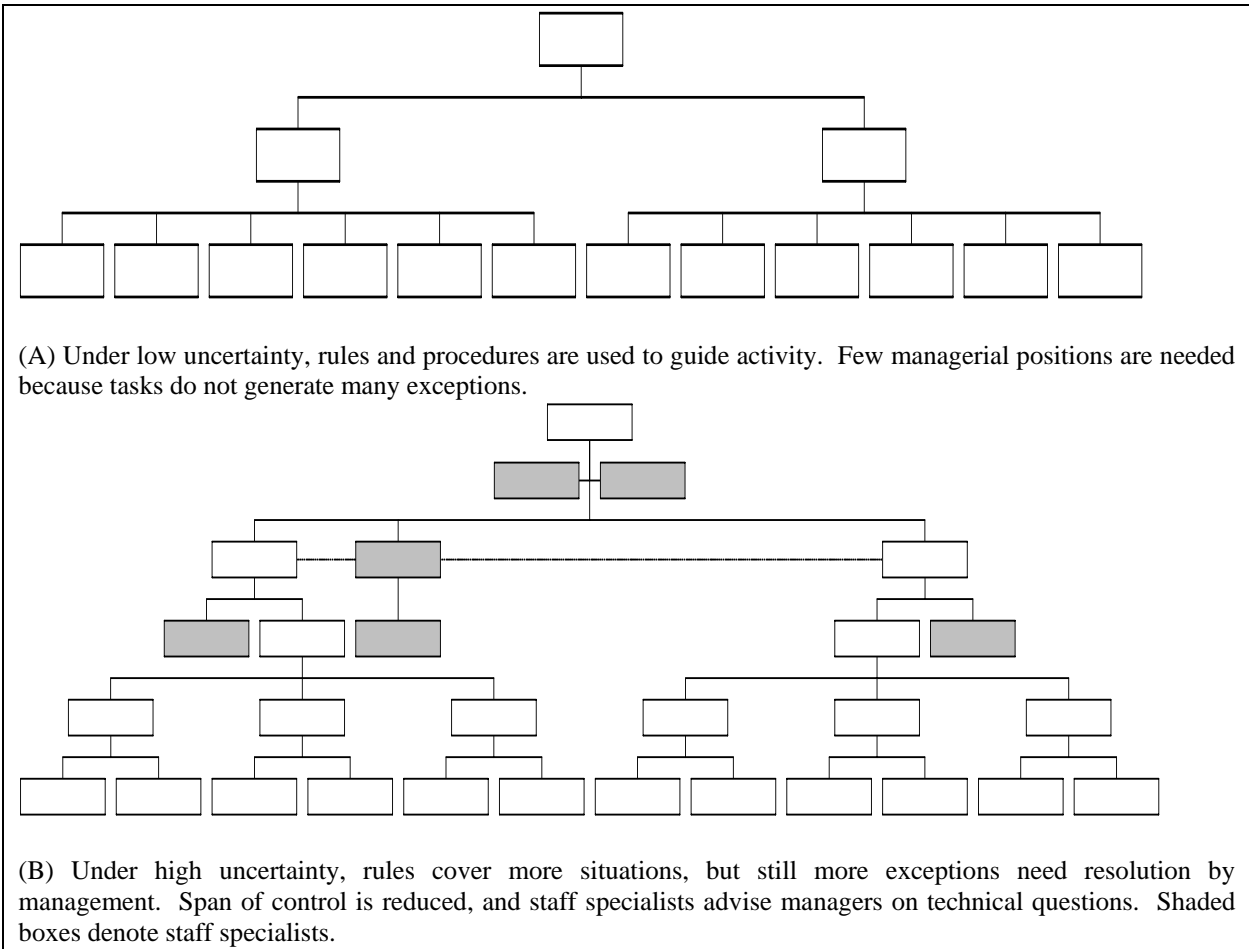 (A) Under low uncertainty, rules and procedures are used to guide activity. Few managerial positions are needed
because tasks do not generate many exceptions.
(B) Under high uncertainty, rules cover more situations, but still more exceptions need resolution by
management. Span of control is reduced, and staff specialists advise managers on technical questions. Shaded
boxes denote staff specialists.